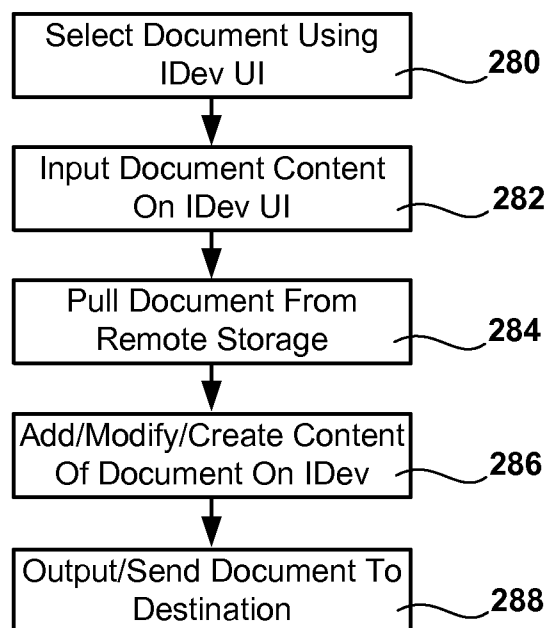 Select Document Using
IDev UI
280
Input Document Content
On IDev UI
282
Pull Document From
Remote Storage
284
Add/Modify/Create Content
Of Document On IDev
286
Output/Send Document To
Destination
288